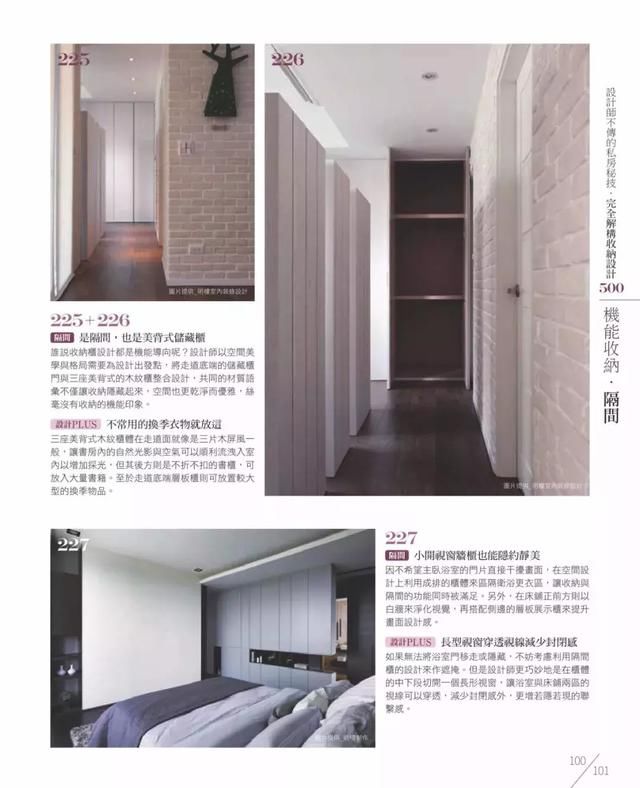 225
226
圖片提供_明樓室內裝修設計
圖片提供_明樓室內裝修設計
225+226
隔間 是隔間，也是美背式儲藏櫃
誰說收納櫃設計都是機能導向呢？設計師以空間美
學與格局需要為設計出發點，將走道底端的儲藏櫃
門與三座美背式的木紋櫃整合設計，共同的材質語
彙不僅讓收納隱藏起來，空間也更乾淨而優雅，絲
毫沒有收納的機能印象。
設計PLUS 不常用的換季衣物就放這
三座美背式木紋櫃體在走道面就像是三片木屏風一
般，讓書房內的自然光影與空氣可以順利流洩入室
內以增加採光，但其後方則是不折不扣的書櫃，可
放入大量書籍。至於走道底端層板櫃則可放置較大
型的換季物品。
227
227
隔間 小開視窗牆櫃也能隱約靜美
因不希望主臥浴室的門片直接干擾畫面，在空間設
計上利用成排的櫃體來區隔衛浴更衣區，讓收納與
隔間的功能同時被滿足。另外，在床鋪正前方則以
白牆來淨化視覺，再搭配側邊的層板展示櫃來提升
畫面設計感。
設計PLUS 長型視窗穿透視線減少封閉感
如果無法將浴室門移走或隱藏，不妨考慮利用隔間
櫃的設計來作遮掩。但是設計師更巧妙地是在櫃體
的中下段切開一個長形視窗，讓浴室與床鋪兩區的
視線可以穿透，減少封閉感外，更增若隱若現的聯
繫感。
設計師不傳的私房秘技．完全解構收納設計500
機能收納．隔間
100
101